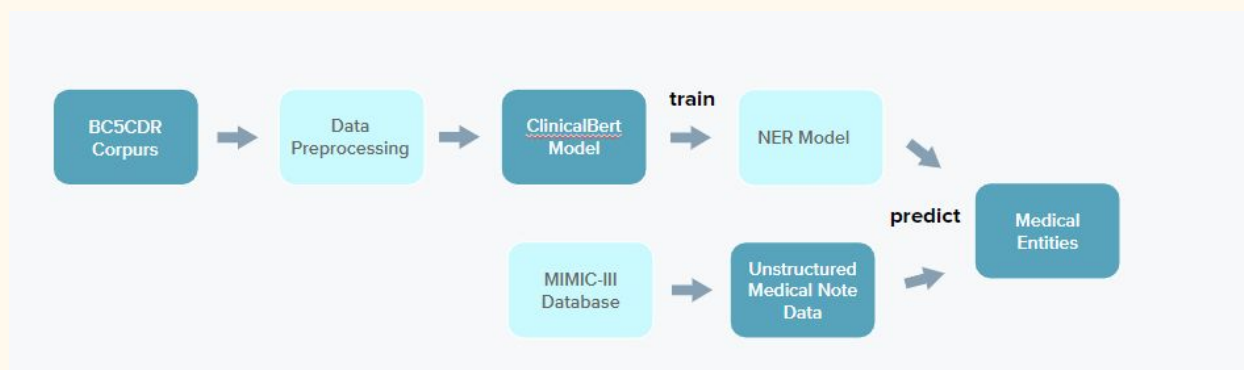 BC5CDR
Corpurs
Data
Preprocessing
ClinicalBert
Model
train
NER Model
MIMIC-III
Database
Unstructured
Medical Note
Data
predict
Medical
Entities